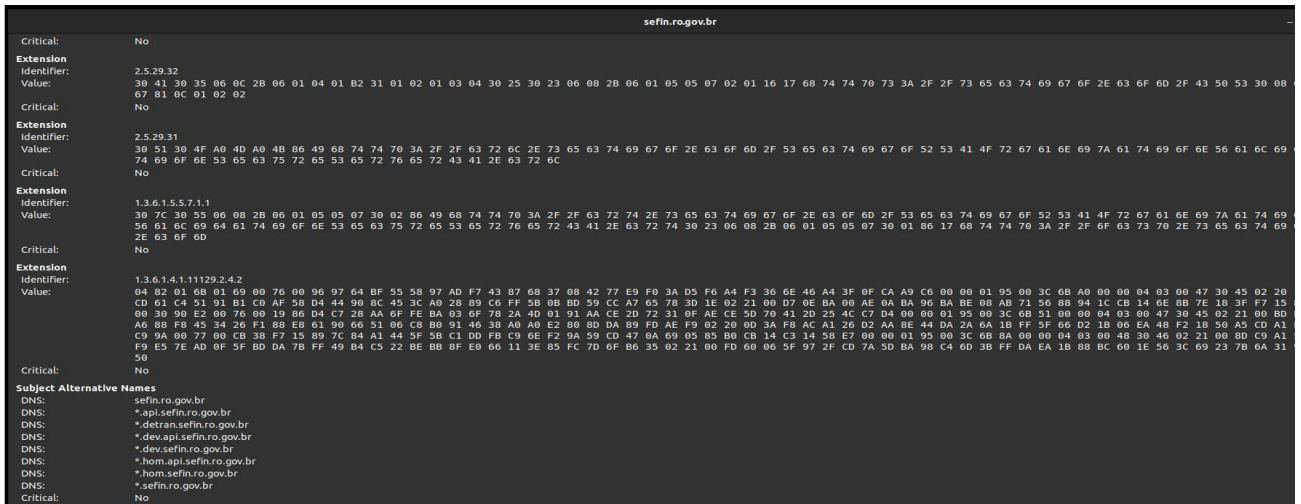 sefin.ro.gov.br
Critical: No
Extension
Identifier: 2.5.29.32
Value: 30 41 30 35 06 0C 2B 06 01 04 01 B2 31 01 02 01 03 04 30 25 30 23 06 08 2B 06 01 05 05 07 02 01 16 17 68 74 74 70 73 3A 2F 2F 73 65 63 74 69 67 6F 2E 63 6F 6D 2F 43 50 53 30 08
67 81 0C 01 02 02
Critical: No
Extension
Identifier: 2.5.29.31
Value: 30 51 30 4F A0 4D A0 4B 86 49 68 74 74 70 3A 2F 2F 63 72 6C 2E 73 65 63 74 69 67 6F 2E 63 6F 6D 2F 53 65 63 74 69 67 6F 52 53 41 4F 72 67 61 6E 69 7A 61 74 69 6F 6E 56 61 6C 69
74 69 6F 6E 53 65 63 75 72 65 53 65 72 76 65 72 43 41 2E 63 72 6C
Critical: No
Extension
Identifier: 1.3.6.1.5.5.7.1.1
Value: 30 7C 30 55 06 08 2B 06 01 05 05 07 30 02 86 49 68 74 74 70 3A 2F 2F 63 72 74 2E 73 65 63 74 69 67 6F 2E 63 6F 6D 2F 53 65 63 74 69 67 6F 52 53 41 4F 72 67 61 6E 69 7A 61 74 69
56 61 6C 69 64 61 74 69 6F 6E 53 65 63 75 72 65 53 65 72 76 65 72 43 41 2E 63 72 74 30 23 06 08 2B 06 01 05 05 07 30 01 86 17 68 74 74 70 3A 2F 2F 6F 63 73 70 2E 73 65 63 74 69
2E 63 6F 6D
Critical: No
Extension
Identifier: 1.3.6.1.4.1.11129.2.4.2
Value: 04 82 01 6B 01 69 00 76 00 96 97 64 BF 55 58 97 AD F7 43 87 68 37 08 42 77 E9 F0 3A D5 F6 A4 F3 36 6E 46 A4 3F 0F CA A9 C6 00 00 01 95 00 3C 6B A0 00 00 04 03 00 47 30 45 02 20
CD 61 C4 51 91 B1 C0 AF 58 D4 44 90 8C 45 3C A0 28 89 C6 FF 5B 0B BD 59 CC A7 65 78 3D 1E 02 21 00 D7 0E BA 00 AE 0A BA 96 BA BE 08 AB 71 56 88 94 1C CB 14 6E 8B 7E 18 3F F7 15
00 30 90 E2 00 76 00 19 86 D4 C7 28 AA 6F FE BA 03 6F 78 2A 4D 01 91 AA CE 2D 72 31 0F AE CE 5D 70 41 2D 25 4C C7 D4 00 00 01 95 00 3C 6B 51 00 00 04 03 00 47 30 45 02 21 00 BD
A6 88 F8 45 34 26 F1 88 E8 61 90 66 51 06 C8 B0 91 46 38 A0 A0 E2 80 8D DA 89 FD AE F9 02 20 0D 3A F8 AC A1 26 D2 AA 8E 44 DA 2A 6A 1B FF 5F 66 D2 1B 06 EA 48 F2 18 50 A5 CD A1
C9 9A 00 77 00 CB 38 F7 15 89 7C 84 A1 44 5F 5B C1 DD FB C9 6E F2 9A 59 CD 47 0A 69 05 85 B0 CB 14 C3 14 58 E7 00 00 01 95 00 3C 6B 8A 00 00 04 03 00 48 30 46 02 21 00 8D C9 A1
F9 E5 7E AD 0F 5F BD DA 7B FF 49 B4 C5 22 BE BB 8F E0 66 11 3E 85 FC 7D 6F B6 35 02 21 00 FD 60 06 5F 97 2F CD 7A 5D BA 98 C4 6D 3B FF DA EA 1B 88 BC 60 1E 56 3C 69 23 7B 6A 31
50
Critical: No
Subject Alternative Names
DNS: sefin.ro.gov.br
DNS: *.api.sefin.ro.gov.br
DNS: *.detran.sefin.ro.gov.br
DNS: *.dev.api.sefin.ro.gov.br
DNS: *.dev.sefin.ro.gov.br
DNS: *.hom.api.sefin.ro.gov.br
DNS: *.hom.sefin.ro.gov.br
DNS: *.sefin.ro.gov.br
Critical: No